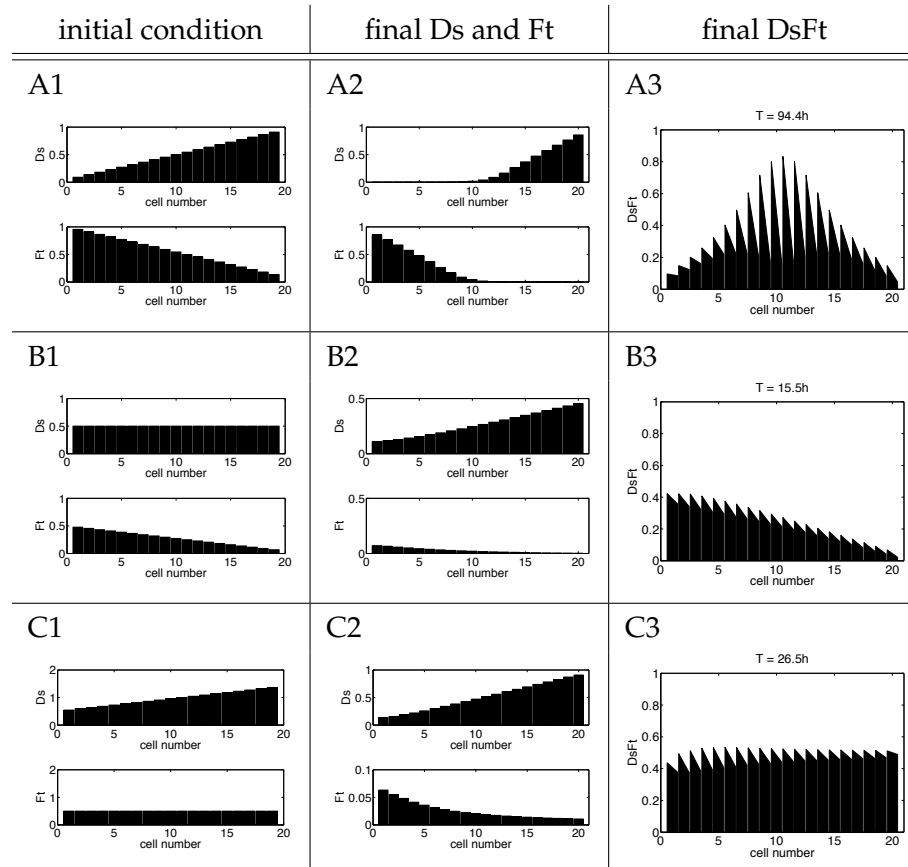 initial condition
final Ds and Ft
final DsFt
A1
1
0.5
0
Ds
0 5 10 15 20
cell number
1
0.5
0
Ft
0 5 10 15 20
cell number
A2
1
0.5
0
Ds
0 5 10 15 20
cell number
1
0.5
0
Ft
0 5 10 15 20
cell number
A3
T = 94.4h
1
0.8
0.6
0.4
0.2
0
DsFt
0 5 10 15 20
cell number
B1
1
0.5
0
Ds
0 5 10 15 20
cell number
1
0.5
0
Ft
0 5 10 15 20
cell number
B2
0.5
0
Ds
0 5 10 15 20
cell number
0.5
0
Ft
0 5 10 15 20
cell number
B3
T = 15.5h
1
0.8
0.6
0.4
0.2
0
DsFt
0 5 10 15 20
cell number
C1
2
1
0
Ds
0 5 10 15 20
cell number
2
1
0
Ft
0 5 10 15 20
cell number
C2
1
0.5
0
Ds
0 5 10 15 20
cell number
0.1
0.05
0
Ft
0 5 10 15 20
cell number
C3
T = 26.5h
1
0.8
0.6
0.4
0.2
0
DsFt
0 5 10 15 20
cell number